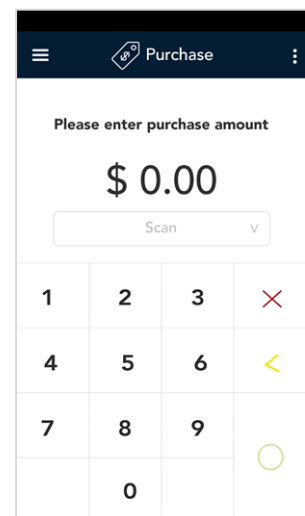 Purchase
Please enter purchase amount
$ 0.00
Scan
1 2 3
4 5 6
7 8 9
0